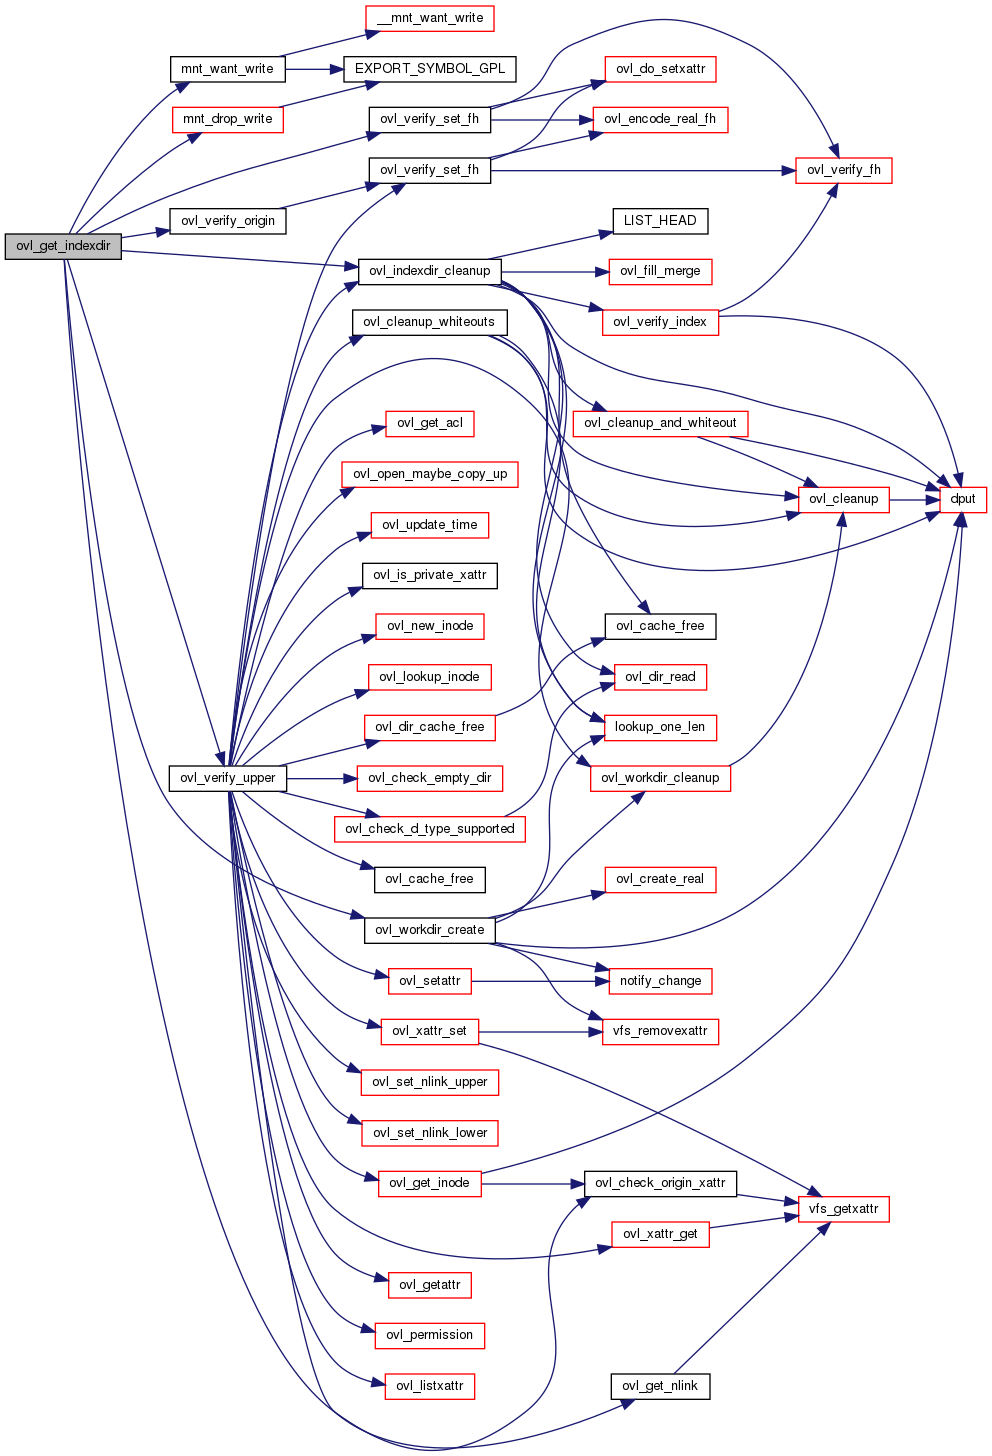 __mnt_want_write
mnt_want_write
EXPORT_SYMBOL_GPL
ovl_do_setxattr
mnt_drop_write
ovl_verify_set_fh
ovl_encode_real_fh
ovl_verify_set_fh
ovl_verify_fh
ovl_verify_origin
LIST_HEAD
ovl_get_indexdir
ovl_indexdir_cleanup
ovl_fill_merge
ovl_cleanup_whiteouts
ovl_verify_index
ovl_get_acl
ovl_cleanup_and_whiteout
ovl_open_maybe_copy_up
ovl_cleanup
dput
ovl_update_time
ovl_is_private_xattr
ovl_new_inode
ovl_cache_free
ovl_lookup_inode
ovl_dir_read
ovl_dir_cache_free
lookup_one_len
ovl_verify_upper
ovl_check_empty_dir
ovl_workdir_cleanup
ovl_check_d_type_supported
ovl_cache_free
ovl_create_real
ovl_workdir_create
ovl_setattr
notify_change
ovl_xattr_set
vfs_removexattr
ovl_set_nlink_upper
ovl_set_nlink_lower
ovl_get_inode
ovl_check_origin_xattr
vfs_getxattr
ovl_xattr_get
ovl_getattr
ovl_permission
ovl_listxattr
ovl_get_nlink